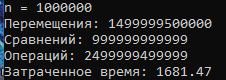 n = 1000000
Перемещения: 1499999500000
Сравнений: 999999999999
Операций: 2499999499999
Затраченное время: 1681.47